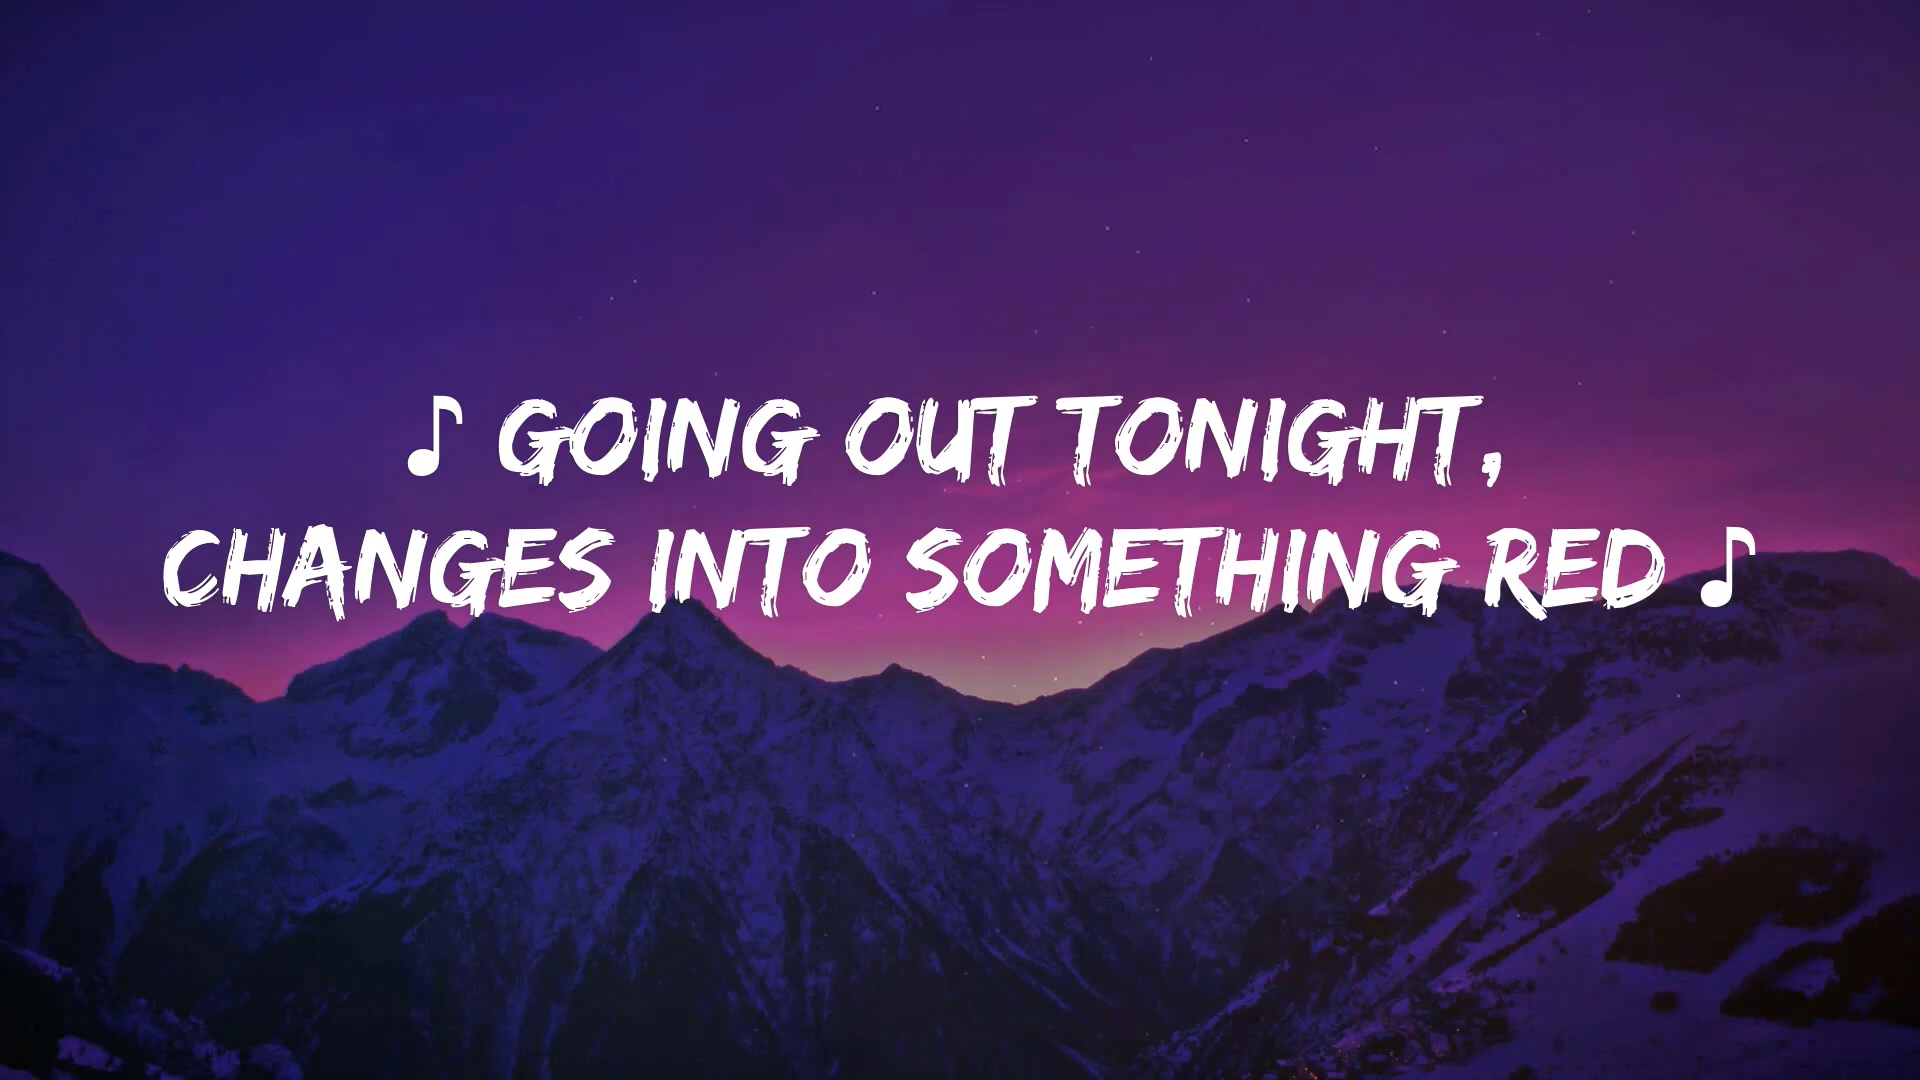 ♪ GOING OUT TONIGHT,
CHANGES INTO SOMETHING RED ♪